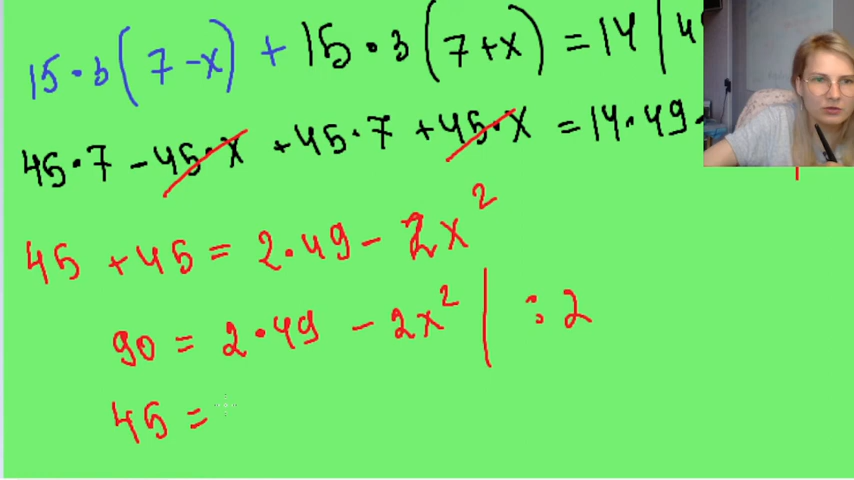 15·3(7-x) + 15·3(7+x) = 14(4
45·7 - 45·x + 45·7 + 45·x = 14·49
45 + 45 = 2·49 - 2x²
90 = 2·49 - 2x² | : 2
45 =